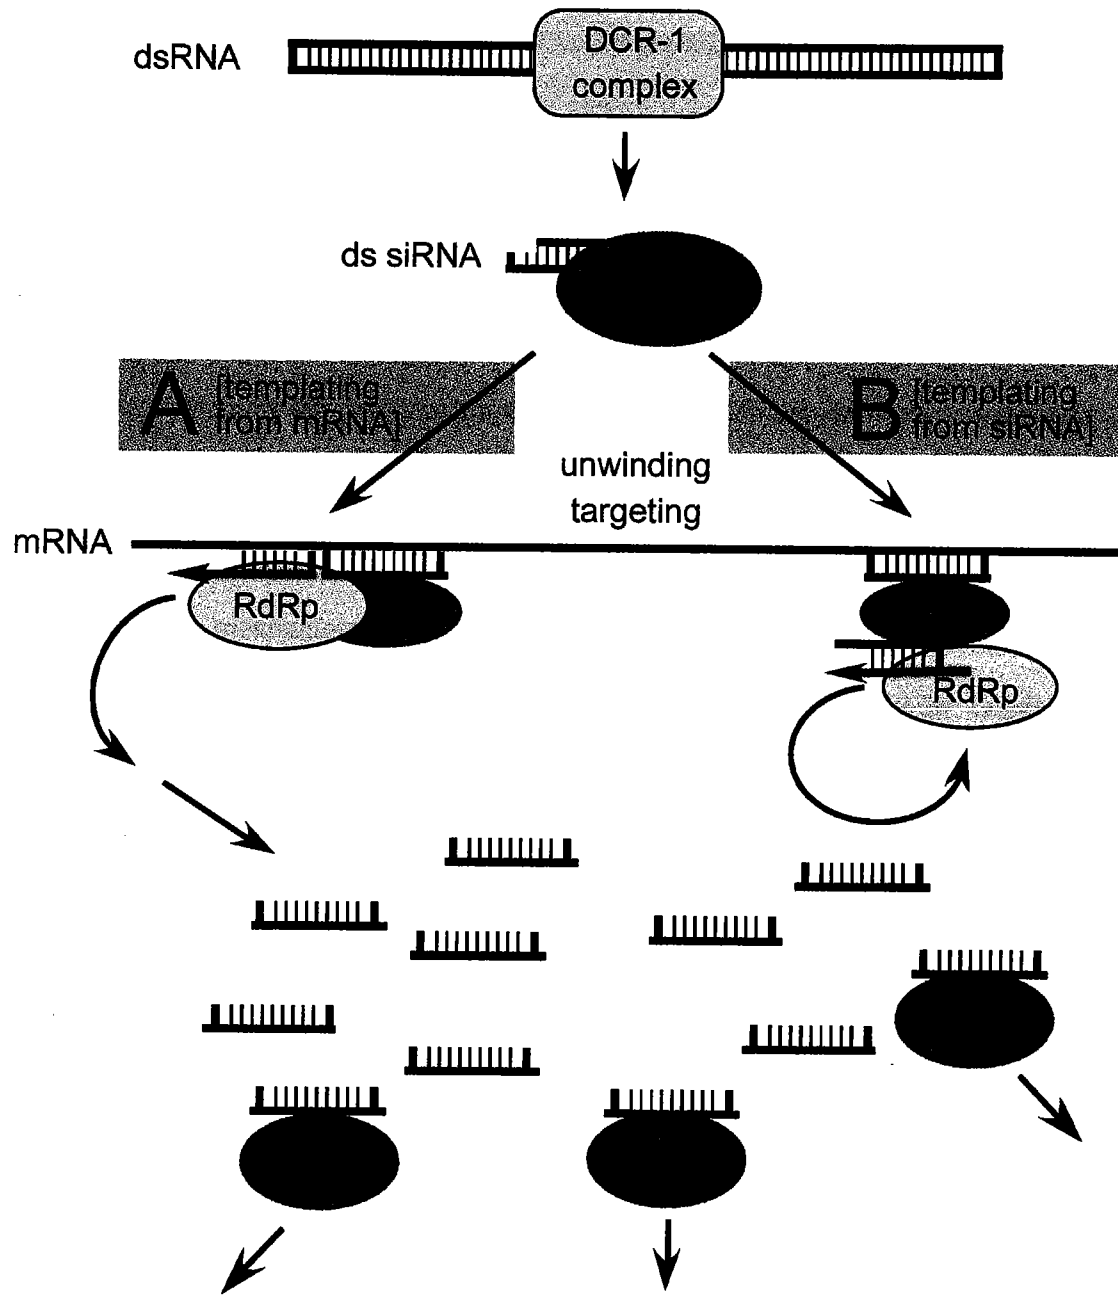 dsRNA
DCR-1
complex
ds siRNA
A [templating
from mRNA]
B [templating
from siRNA]
unwinding
targeting
mRNA
RdRp
RdRp